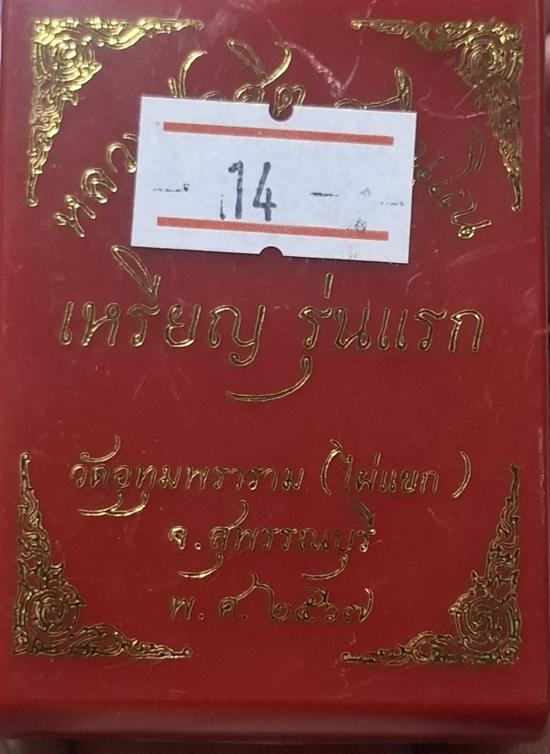 14
เหรียญ รุ่นแรก
วัดอุทุมพราราม (ไผ่แขก)
จ.สุพรรณบุรี
พ.ศ.๒๕๖๗